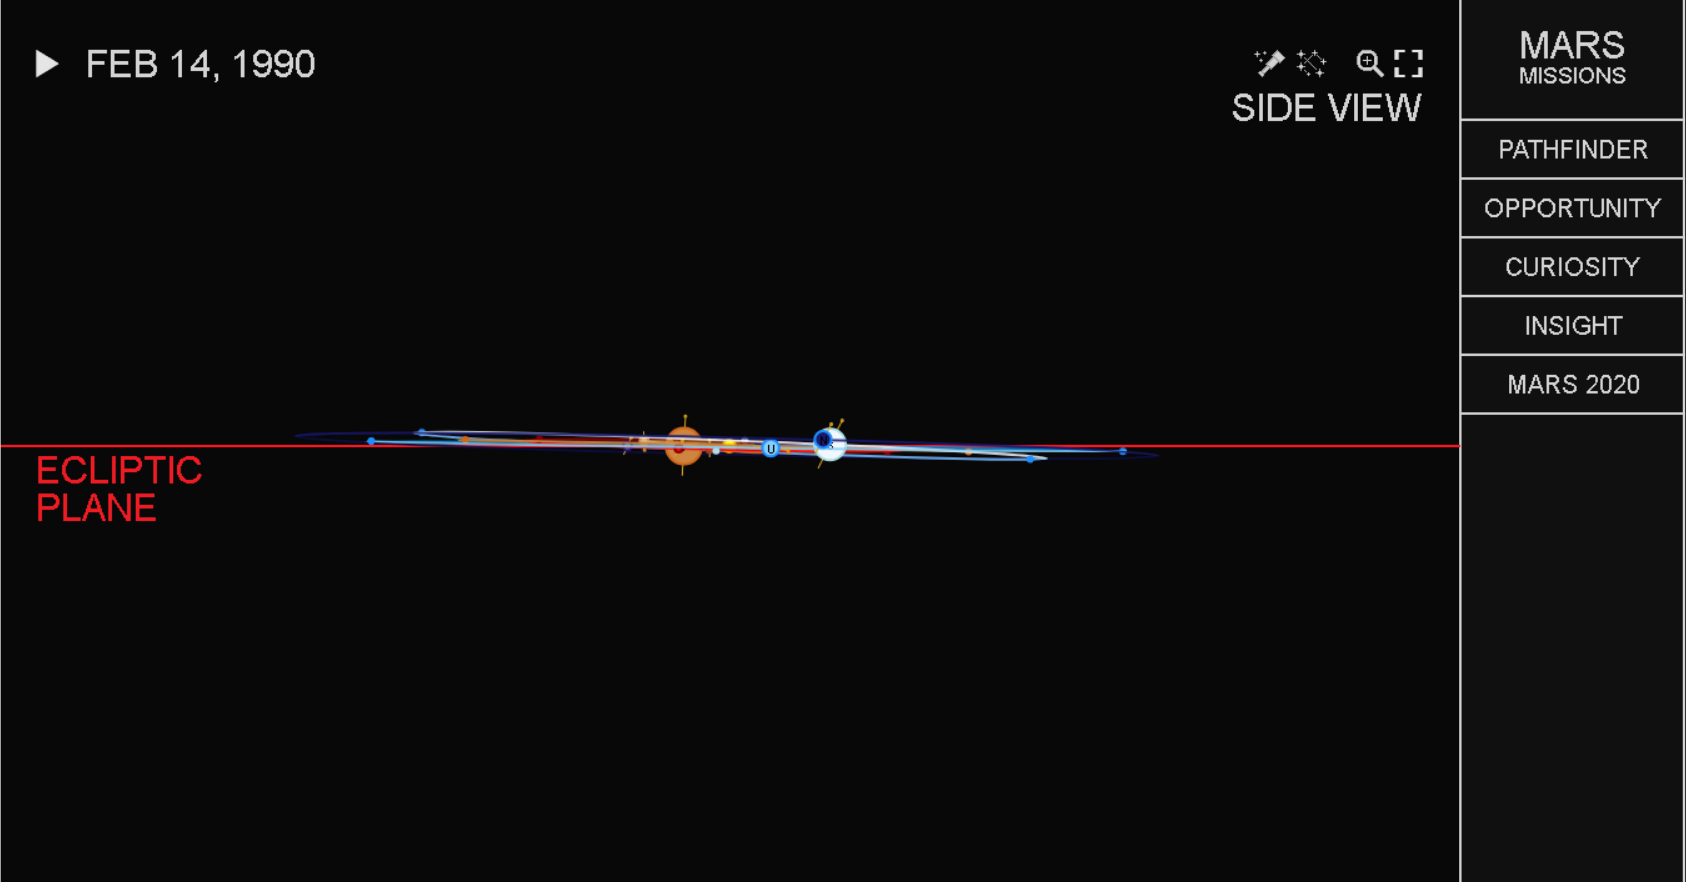 FEB 14, 1990
SIDE VIEW
ECLIPTIC
PLANE
U
N
MARS
MISSIONS
PATHFINDER
OPPORTUNITY
CURIOSITY
INSIGHT
MARS 2020